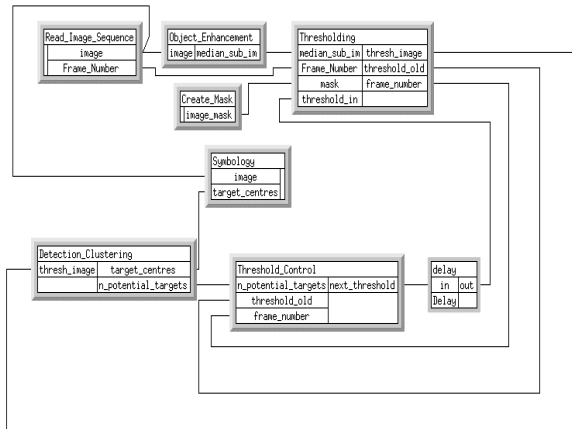 Read_Image_Sequence
image
Frame_Number
Object_Enhancement
image median_sub_im
Thresholding
median_sub_im thresh_image
Frame_Number threshold_old
mask frame_number
threshold_in
Create_Mask
image_mask
Symbology
image
target_centres
Detection_Clustering
thresh_image target_centres
n_potential_targets
Threshold_Control
n_potential_targets next_threshold
threshold_old
frame_number
delay
in out
Delay